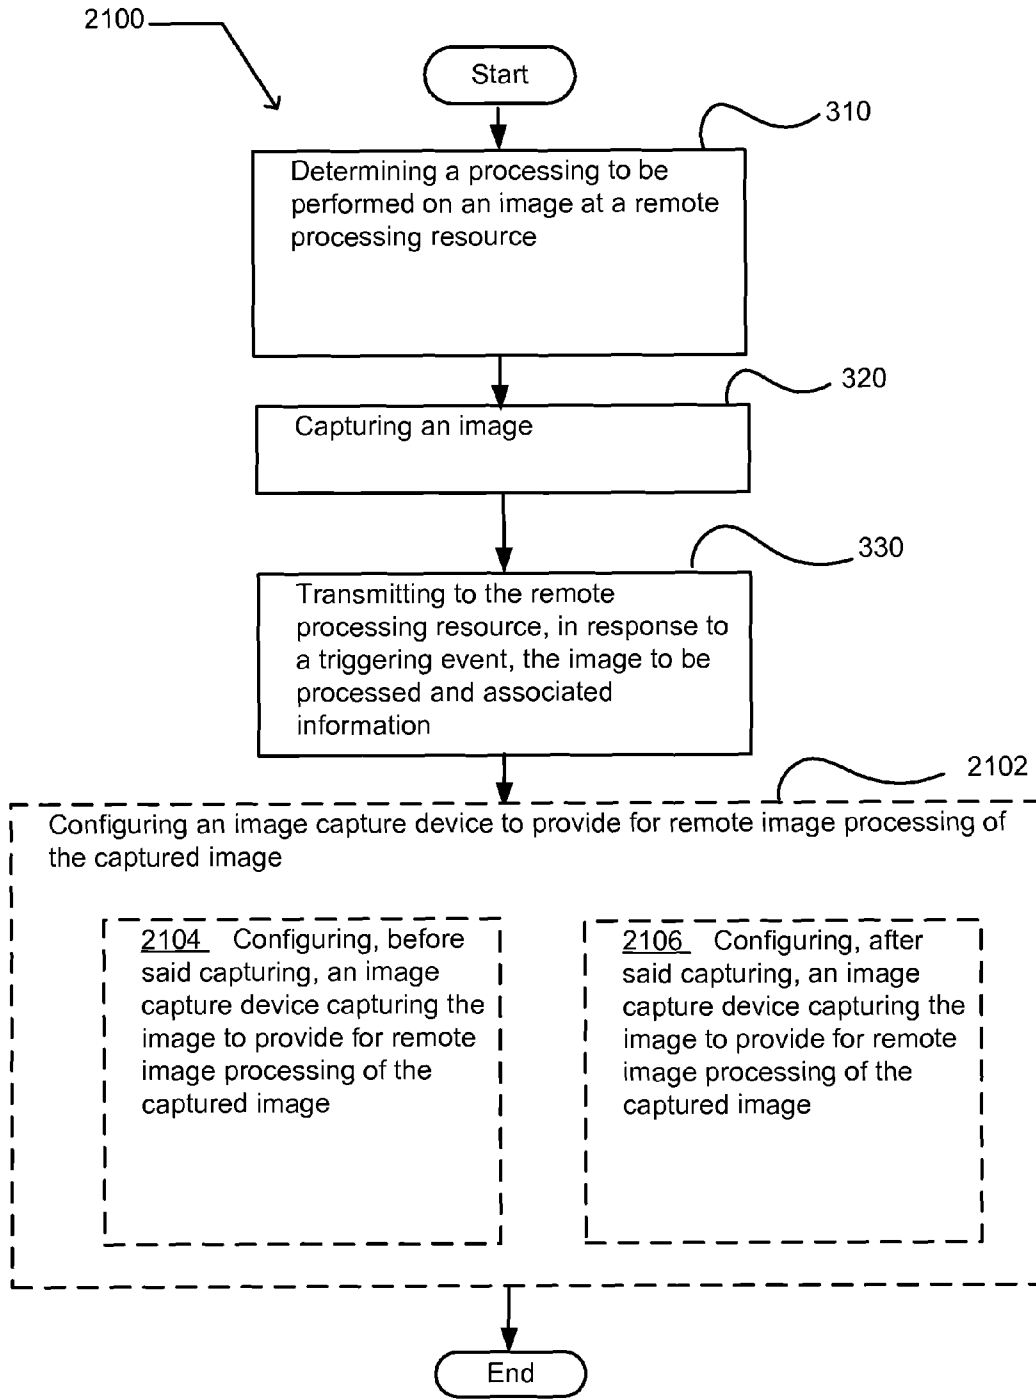 2100
Start
310
Determining a processing to be
performed on an image at a remote
processing resource
320
Capturing an image
330
Transmitting to the remote
processing resource, in response to
a triggering event, the image to be
processed and associated
information
2102
Configuring an image capture device to provide for remote image processing of
the captured image
2104 Configuring, before
said capturing, an image
capture device capturing the
image to provide for remote
image processing of the
captured image
2106 Configuring, after
said capturing, an image
capture device capturing the
image to provide for remote
image processing of the
captured image
End